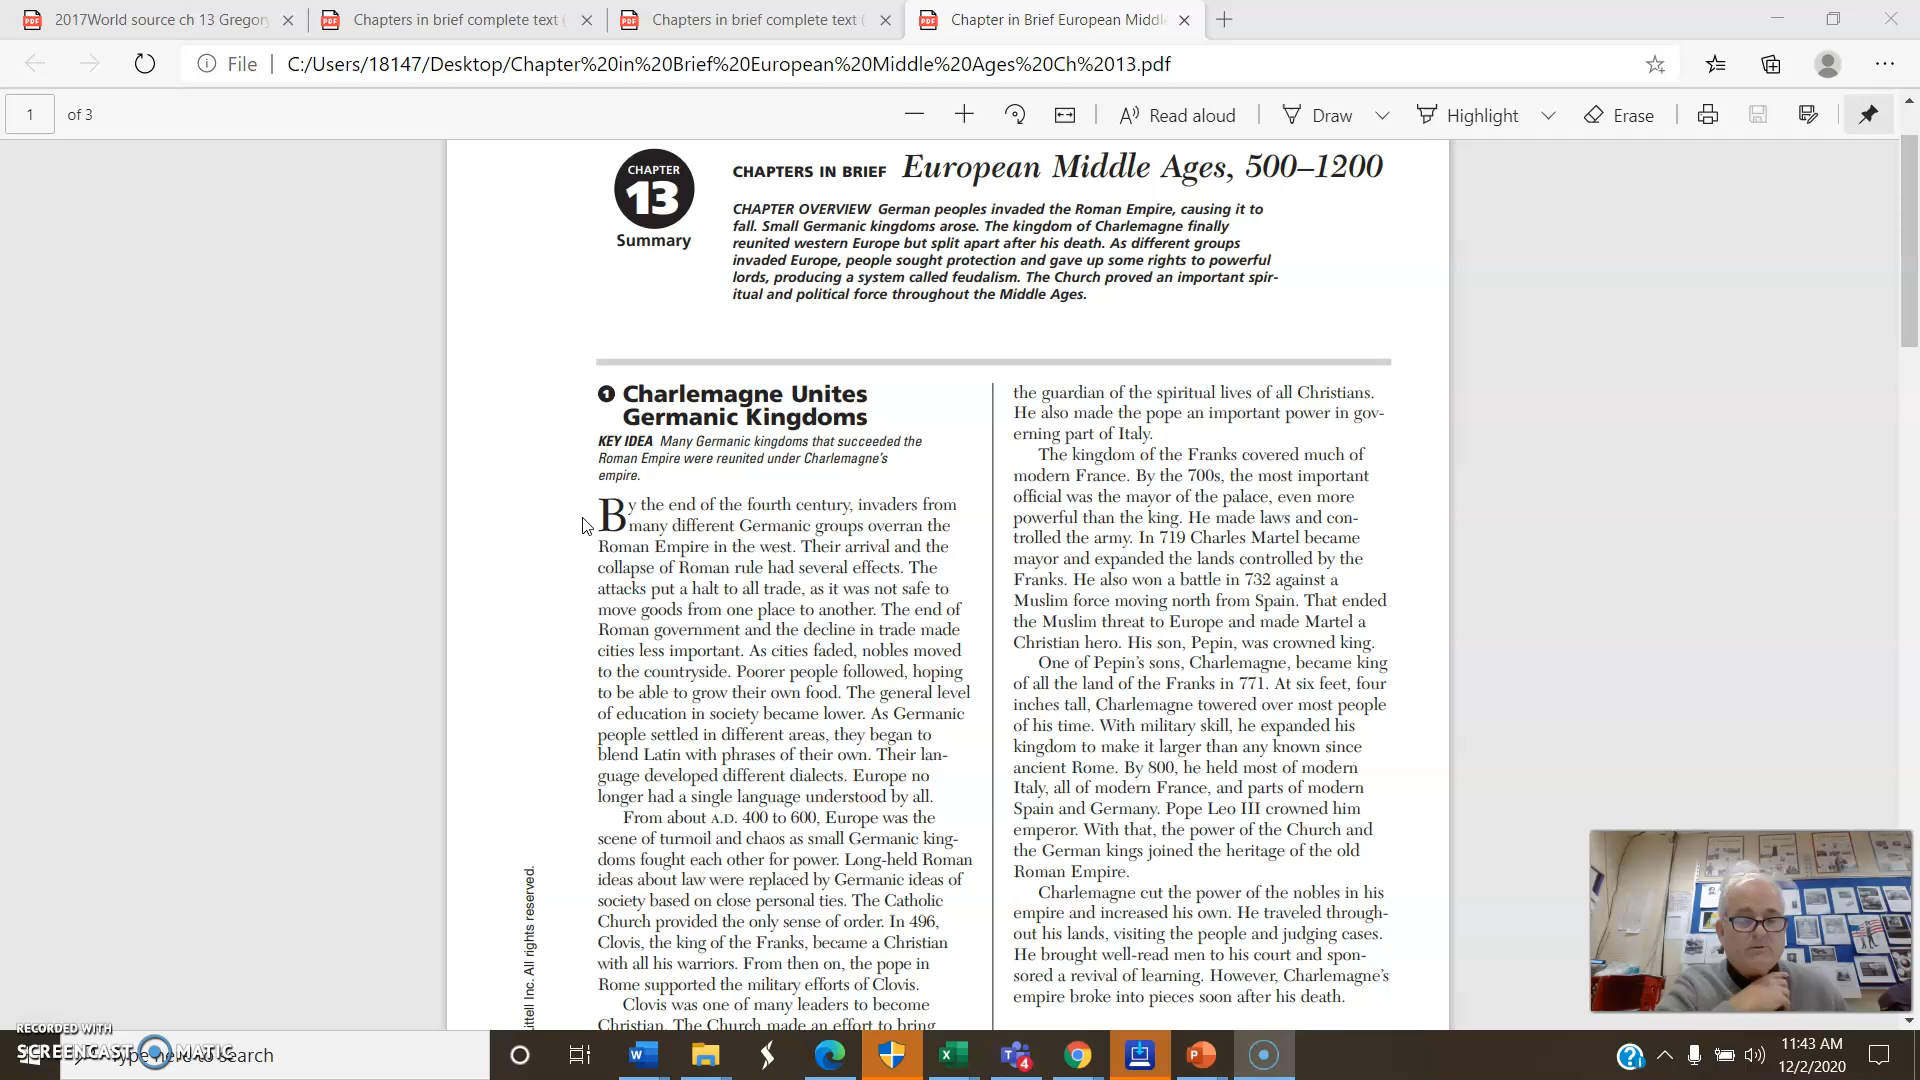 2017World source ch 13 Gregory
Chapters in brief complete text (
Chapters in brief complete text (
Chapter in Brief European Middle
File
C:/Users/18147/Desktop/Chapter%20in%20Brief%20European%20Middle%20Ages%20Ch%2013.pdf
1 of 3
Read aloud
Draw
Highlight
Erase
CHAPTER
13
Summary
CHAPTERS IN BRIEF European Middle Ages, 500–1200
CHAPTER OVERVIEW German peoples invaded the Roman Empire, causing it to
fall. Small Germanic kingdoms arose. The kingdom of Charlemagne finally
reunited western Europe but split apart after his death. As different groups
invaded Europe, people sought protection and gave up some rights to powerful
lords, producing a system called feudalism. The Church proved an important spir-
itual and political force throughout the Middle Ages.
1 Charlemagne Unites
Germanic Kingdoms
KEY IDEA Many Germanic kingdoms that succeeded the
Roman Empire were reunited under Charlemagne's
empire.
By the end of the fourth century, invaders from
many different Germanic groups overran the
Roman Empire in the west. Their arrival and the
collapse of Roman rule had several effects. The
attacks put a halt to all trade, as it was not safe to
move goods from one place to another. The end of
Roman government and the decline in trade made
cities less important. As cities faded, nobles moved
to the countryside. Poorer people followed, hoping
to be able to grow their own food. The general level
of education in society became lower. As Germanic
people settled in different areas, they began to
blend Latin with phrases of their own. Their lan-
guage developed different dialects. Europe no
longer had a single language understood by all.
From about A.D. 400 to 600, Europe was the
scene of turmoil and chaos as small Germanic king-
doms fought each other for power. Long-held Roman
ideas about law were replaced by Germanic ideas of
society based on close personal ties. The Catholic
Church provided the only sense of order. In 496,
Clovis, the king of the Franks, became a Christian
with all his warriors. From then on, the pope in
Rome supported the military efforts of Clovis.
Clovis was one of many leaders to become
Christian. The Church made an effort to bring
the guardian of the spiritual lives of all Christians.
He also made the pope an important power in gov-
erning part of Italy.
The kingdom of the Franks covered much of
modern France. By the 700s, the most important
official was the mayor of the palace, even more
powerful than the king. He made laws and con-
trolled the army. In 719 Charles Martel became
mayor and expanded the lands controlled by the
Franks. He also won a battle in 732 against a
Muslim force moving north from Spain. That ended
the Muslim threat to Europe and made Martel a
Christian hero. His son, Pepin, was crowned king.
One of Pepin's sons, Charlemagne, became king
of all the land of the Franks in 771. At six feet, four
inches tall, Charlemagne towered over most people
of his time. With military skill, he expanded his
kingdom to make it larger than any known since
ancient Rome. By 800, he held most of modern
Italy, all of modern France, and parts of modern
Spain and Germany. Pope Leo III crowned him
emperor. With that, the power of the Church and
the German kings joined the heritage of the old
Roman Empire.
Charlemagne cut the power of the nobles in his
empire and increased his own. He traveled through-
out his lands, visiting the people and judging cases.
He brought well-read men to his court and spon-
sored a revival of learning. However, Charlemagne's
empire broke into pieces soon after his death.
ittell Inc. All rights reserved.
RECORDED WITH
SCREENCAST MATIC
Type here to search
4
11:43 AM
12/2/2020